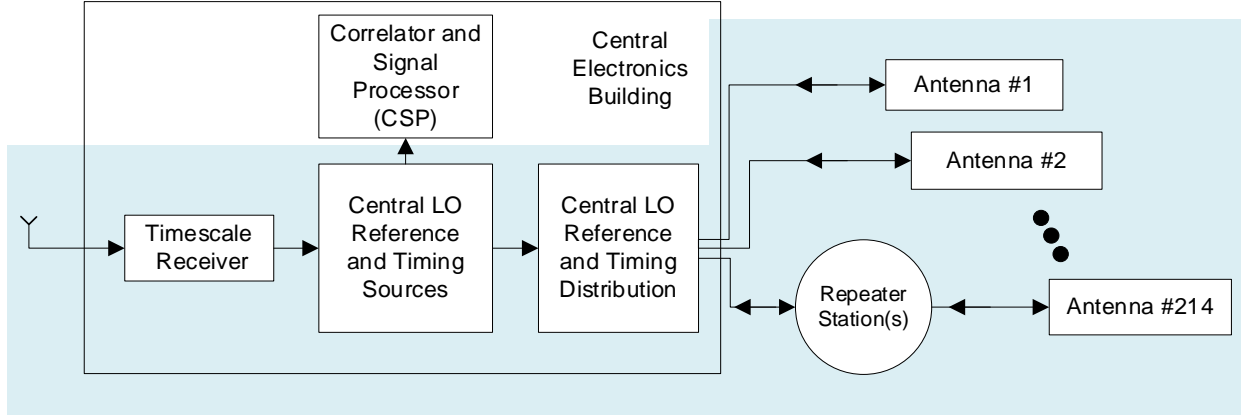 Correlator and
Signal
Processor
(CSP)
Central
Electronics
Building
Antenna #1
Antenna #2
Timescale
Receiver
Central LO
Reference
and Timing
Sources
Central LO
Reference
and Timing
Distribution
Repeater
Station(s)
Antenna #214